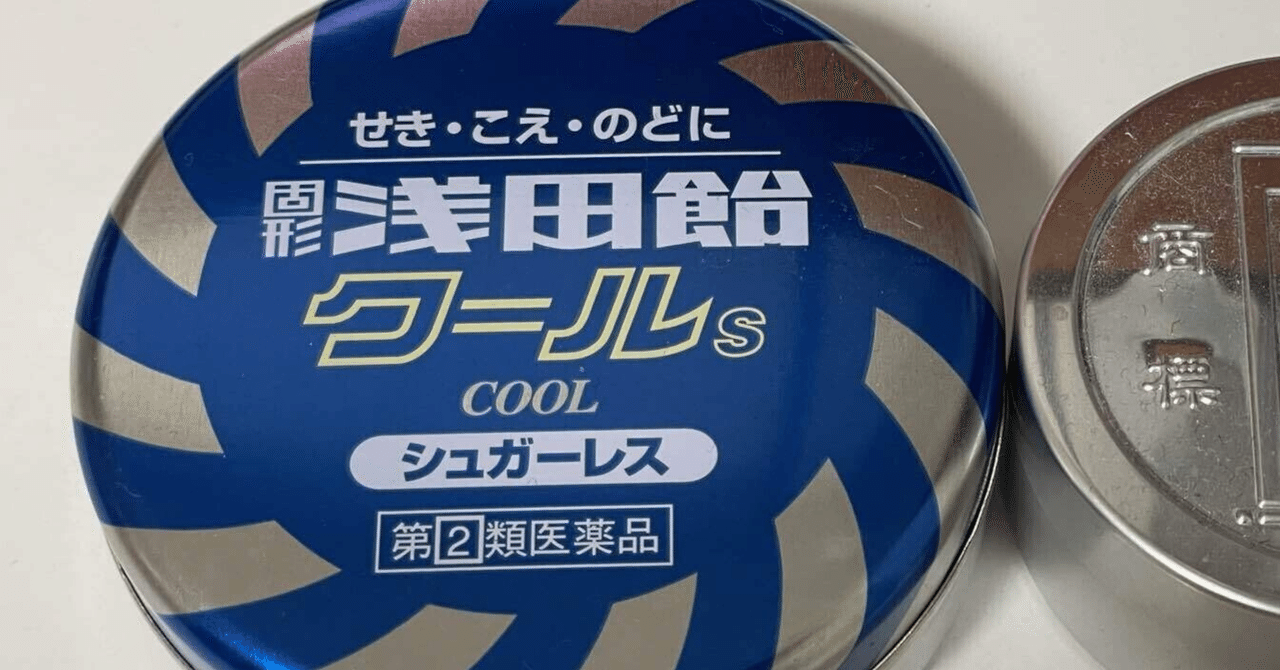 せき・こえ・のどに
固形 浅田飴
クールs
COOL
シュガーレス
第2類医薬品
商標